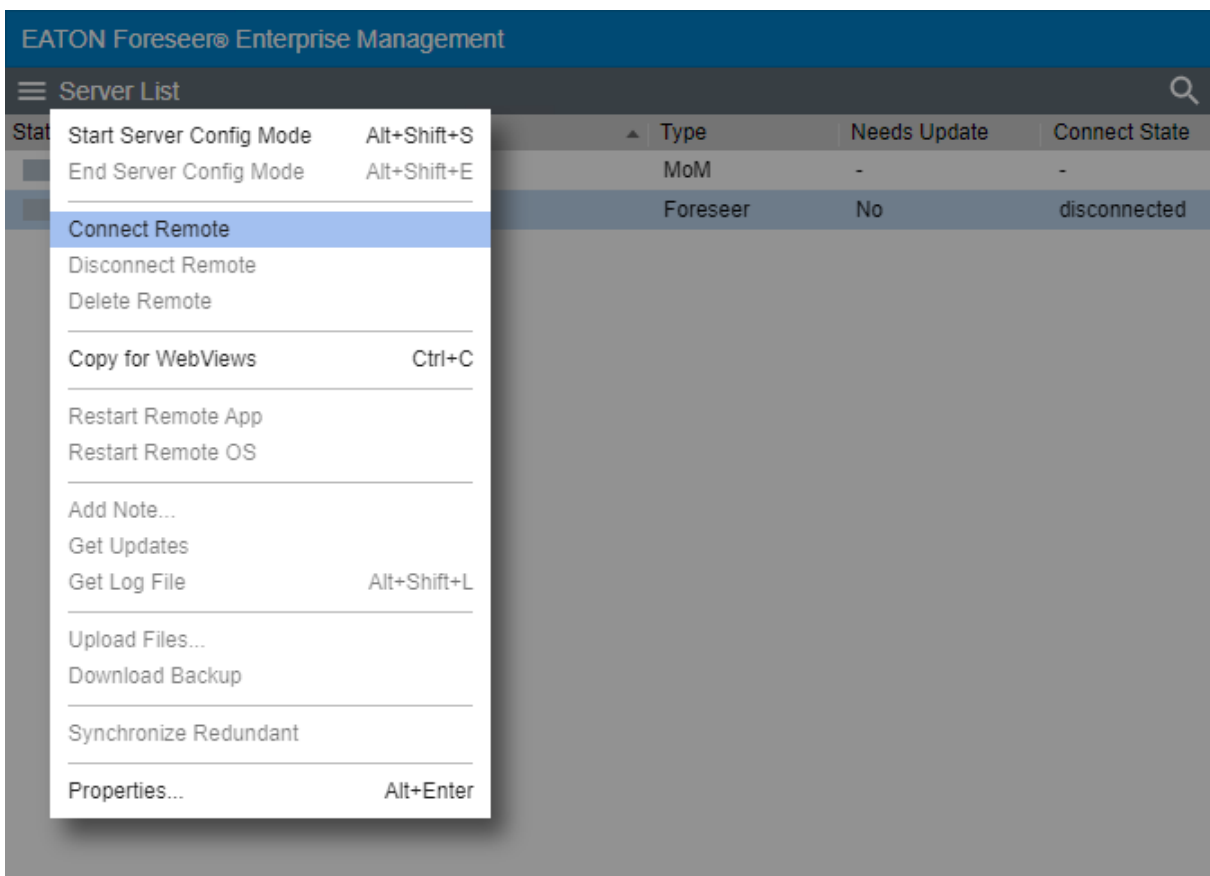 EATON Foreseer® Enterprise Management
Server List
Stat Type Needs Update Connect State
MoM - -
Foreseer No disconnected
Start Server Config Mode Alt+Shift+S
End Server Config Mode Alt+Shift+E
Connect Remote
Disconnect Remote
Delete Remote
Copy for WebViews Ctrl+C
Restart Remote App
Restart Remote OS
Add Note...
Get Updates
Get Log File Alt+Shift+L
Upload Files...
Download Backup
Synchronize Redundant
Properties... Alt+Enter